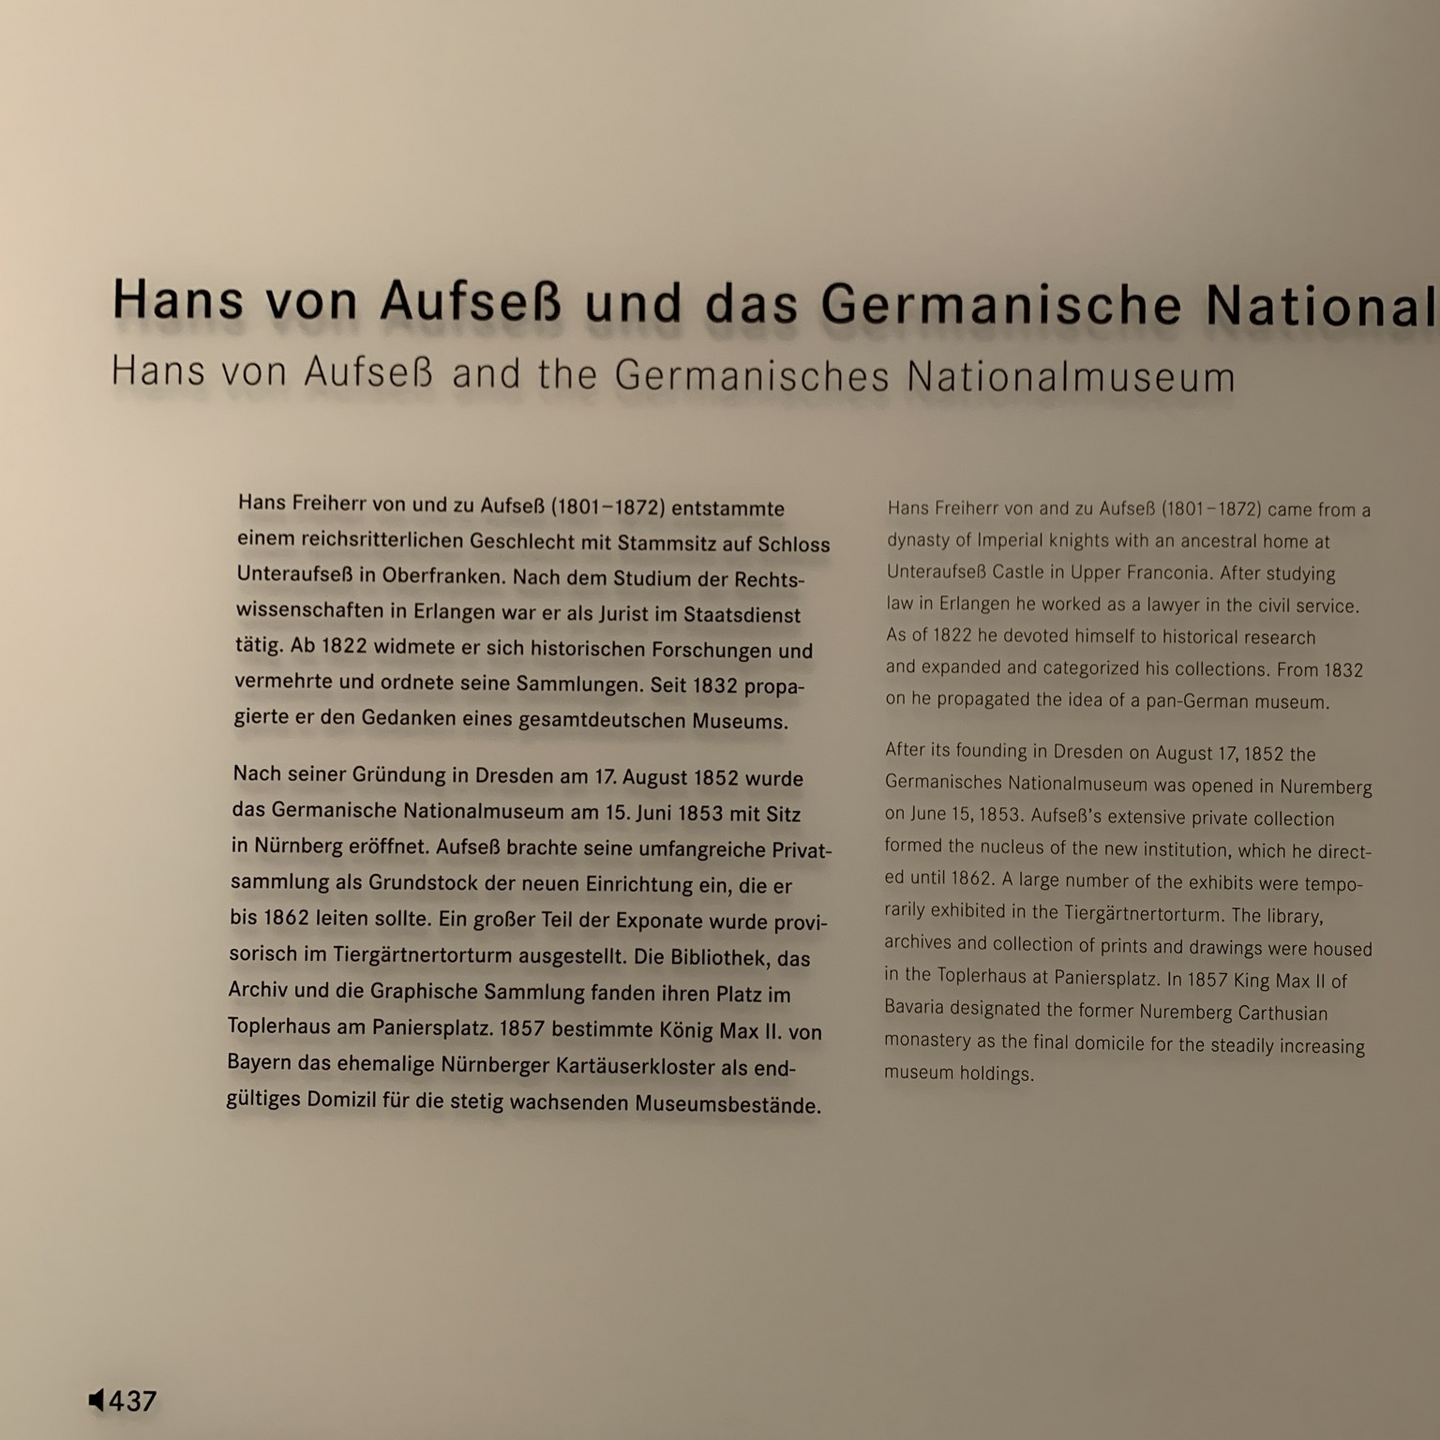 Hans von Aufseß und das Germanische National
Hans von Aufseß and the Germanisches Nationalmuseum
Hans Freiherr von und zu Aufseß (1801–1872) entstammte
einem reichsritterlichen Geschlecht mit Stammsitz auf Schloss
Unteraufseß in Oberfranken. Nach dem Studium der Rechts-
wissenschaften in Erlangen war er als Jurist im Staatsdienst
tätig. Ab 1822 widmete er sich historischen Forschungen und
vermehrte und ordnete seine Sammlungen. Seit 1832 propa-
gierte er den Gedanken eines gesamtdeutschen Museums.
Nach seiner Gründung in Dresden am 17. August 1852 wurde
das Germanische Nationalmuseum am 15. Juni 1853 mit Sitz
in Nürnberg eröffnet. Aufseß brachte seine umfangreiche Privat-
sammlung als Grundstock der neuen Einrichtung ein, die er
bis 1862 leiten sollte. Ein großer Teil der Exponate wurde provi-
sorisch im Tiergärtnertorturm ausgestellt. Die Bibliothek, das
Archiv und die Graphische Sammlung fanden ihren Platz im
Toplerhaus am Paniersplatz. 1857 bestimmte König Max II. von
Bayern das ehemalige Nürnberger Kartäuserkloster als end-
gültiges Domizil für die stetig wachsenden Museumsbestände.
Hans Freiherr von and zu Aufseß (1801–1872) came from a
dynasty of Imperial knights with an ancestral home at
Unteraufseß Castle in Upper Franconia. After studying
law in Erlangen he worked as a lawyer in the civil service.
As of 1822 he devoted himself to historical research
and expanded and categorized his collections. From 1832
on he propagated the idea of a pan-German museum.
After its founding in Dresden on August 17, 1852 the
Germanisches Nationalmuseum was opened in Nuremberg
on June 15, 1853. Aufseß's extensive private collection
formed the nucleus of the new institution, which he direct-
ed until 1862. A large number of the exhibits were tempo-
rarily exhibited in the Tiergärtnertorturm. The library,
archives and collection of prints and drawings were housed
in the Toplerhaus at Paniersplatz. In 1857 King Max II of
Bavaria designated the former Nuremberg Carthusian
monastery as the final domicile for the steadily increasing
museum holdings.
437